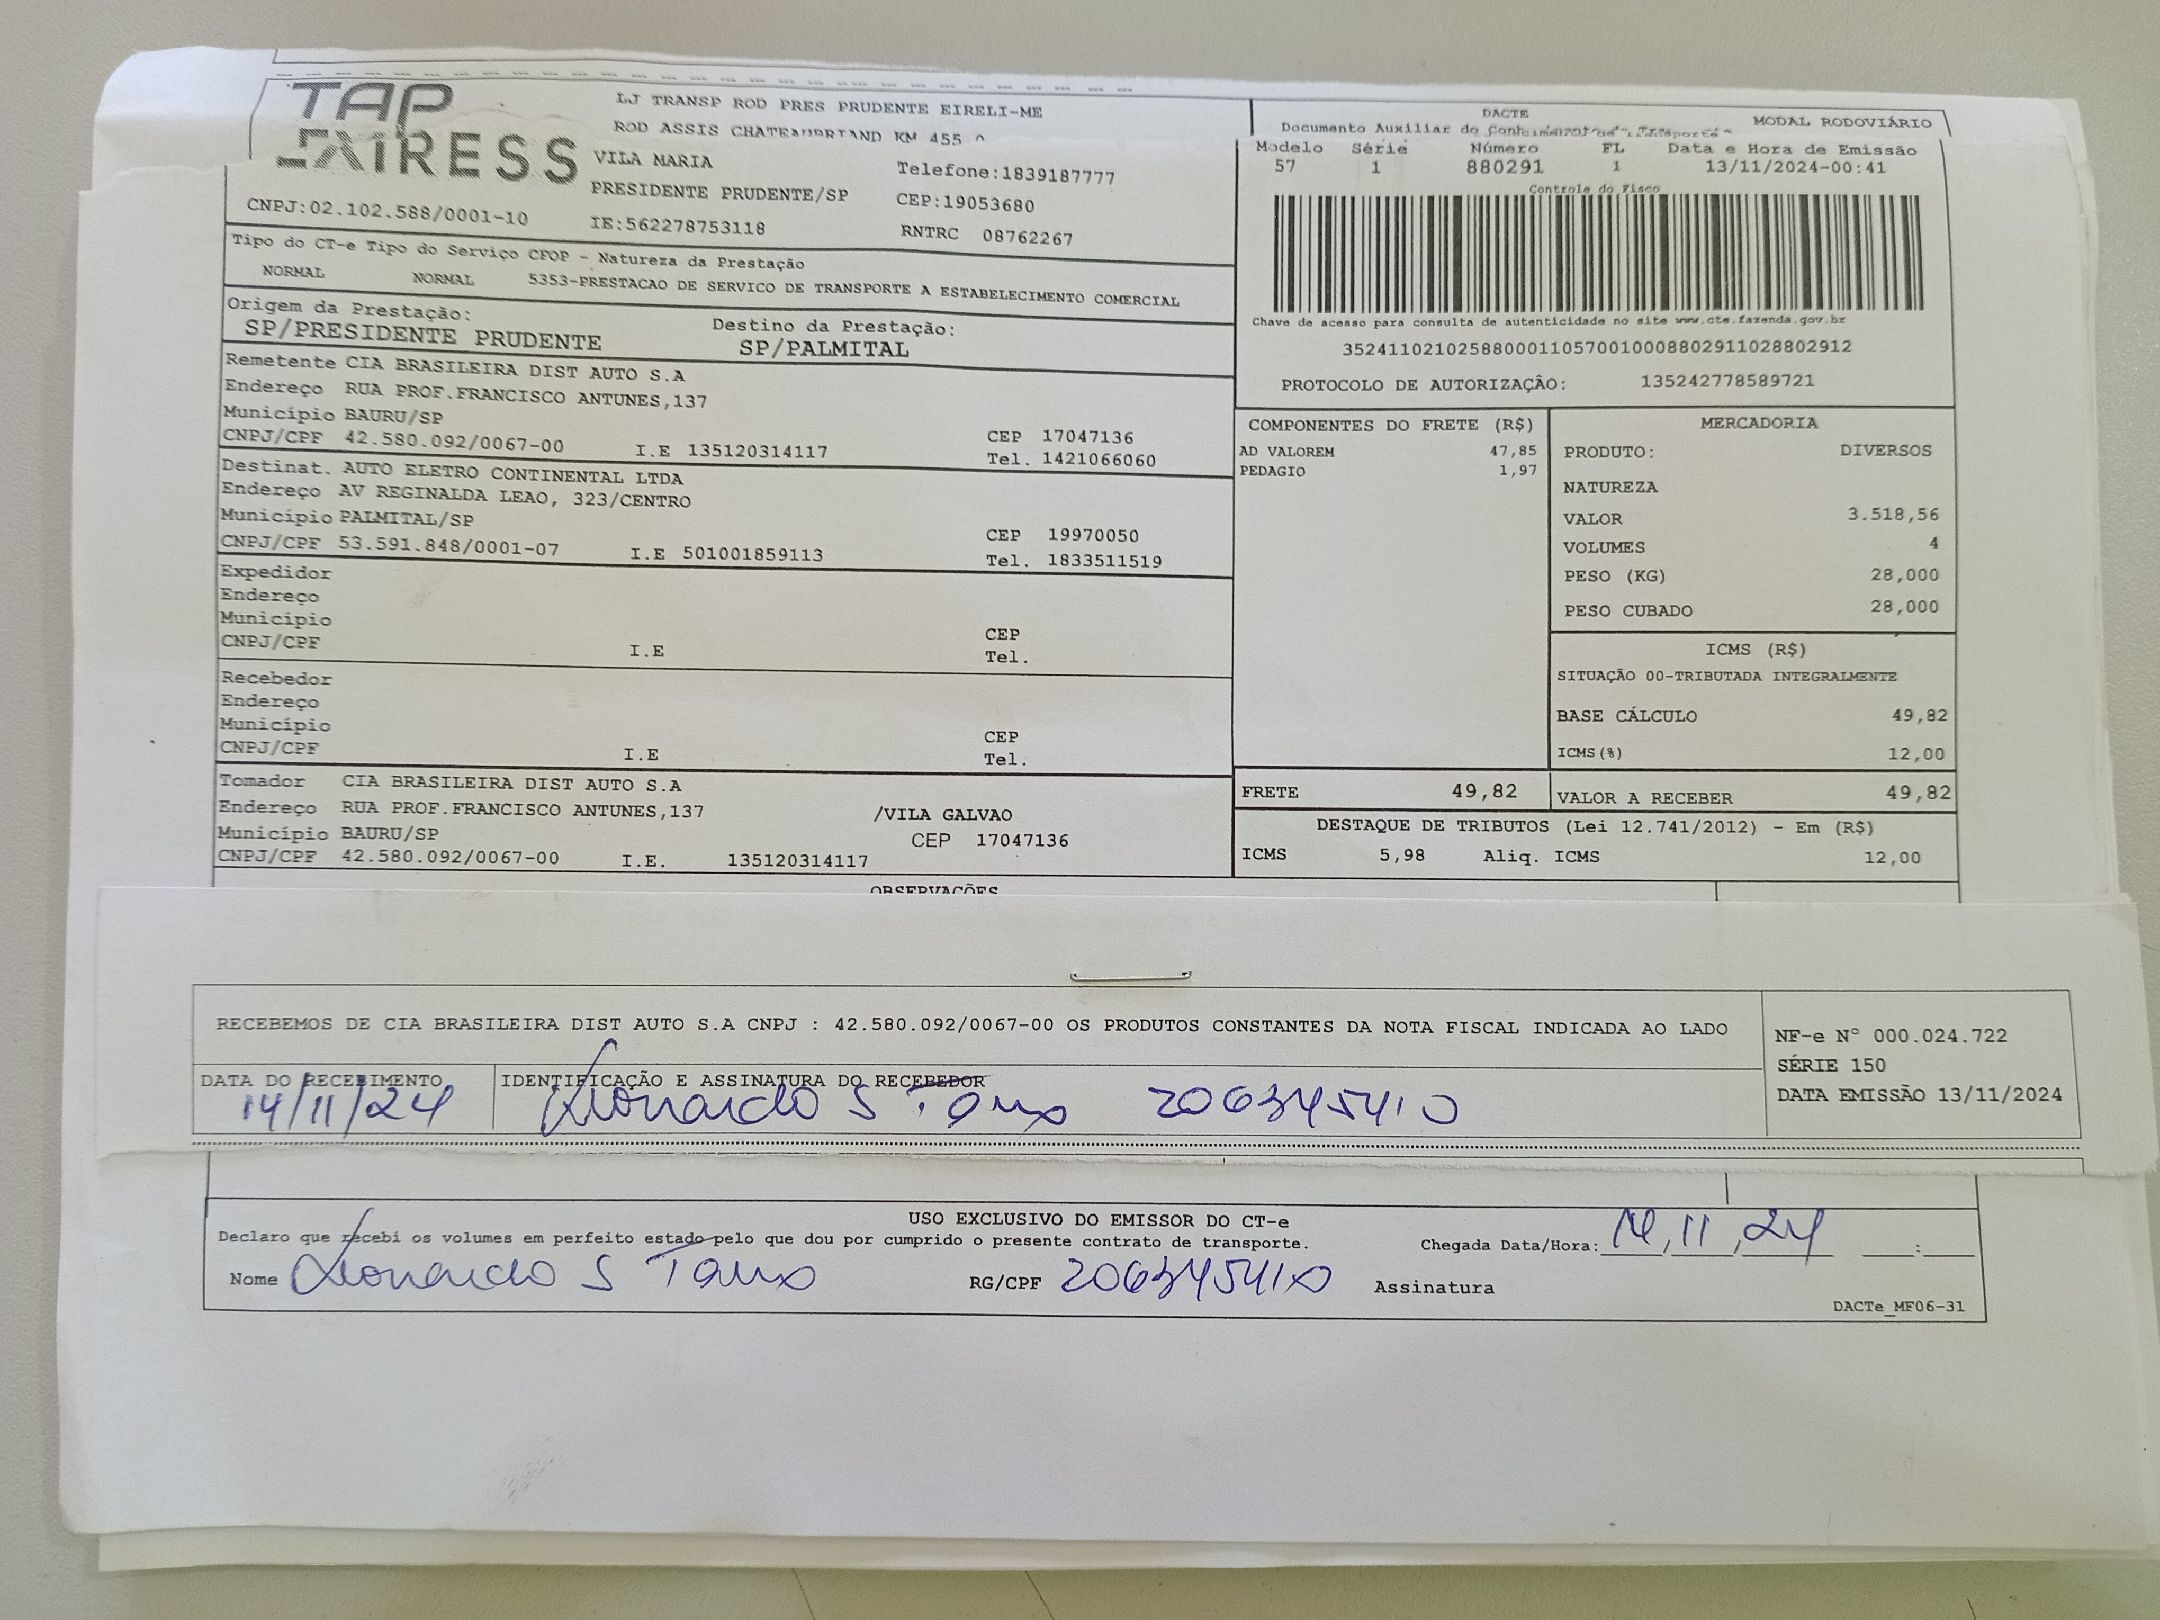 TAP
EXPRESS
LJ TRANSP ROD PRES PRUDENTE EIRELI-ME
ROD ASSIS CHATEAUBRIAND KM 455
VILA MARIA
Telefone:1839187777
PRESIDENTE PRUDENTE/SP
CEP:19053680
CNPJ:02.102.588/0001-10
IE:562278753118
RNTRC 08762267
DACTE
MODAL RODOVIÁRIO
Documento Auxiliar do Conhecimento de Transporte
Modelo Série Número FL Data e Hora de Emissão
57 1 880291 1 13/11/2024-00:41
Controle do Fisco
Chave de acesso para consulta de autenticidade no site www.cte.fazenda.gov.br
35241102102588000110570010008802911028802912
PROTOCOLO DE AUTORIZAÇÃO: 135242778589721
Tipo do CT-e Tipo do Serviço CFOP - Natureza da Prestação
NORMAL NORMAL 5353-PRESTACAO DE SERVICO DE TRANSPORTE A ESTABELECIMENTO COMERCIAL
Origem da Prestação: Destino da Prestação:
SP/PRESIDENTE PRUDENTE SP/PALMITAL
Remetente CIA BRASILEIRA DIST AUTO S.A
Endereço RUA PROF.FRANCISCO ANTUNES,137
Município BAURU/SP CEP 17047136
CNPJ/CPF 42.580.092/0067-00 I.E 135120314117 Tel. 1421066060
Destinat. AUTO ELETRO CONTINENTAL LTDA
Endereço AV REGINALDA LEAO, 323/CENTRO
Município PALMITAL/SP CEP 19970050
CNPJ/CPF 53.591.848/0001-07 I.E 501001859113 Tel. 1833511519
Expedidor
Endereço
Município CEP
CNPJ/CPF I.E Tel.
Recebedor
Endereço
Município CEP
CNPJ/CPF I.E Tel.
Tomador CIA BRASILEIRA DIST AUTO S.A
Endereço RUA PROF.FRANCISCO ANTUNES,137 /VILA GALVAO
Município BAURU/SP CEP 17047136
CNPJ/CPF 42.580.092/0067-00 I.E. 135120314117
COMPONENTES DO FRETE (R$)
AD VALOREM 47,85
PEDAGIO 1,97
MERCADORIA
PRODUTO: DIVERSOS
NATUREZA
VALOR 3.518,56
VOLUMES 4
PESO (KG) 28,000
PESO CUBADO 28,000
ICMS (R$)
SITUAÇÃO 00-TRIBUTADA INTEGRALMENTE
BASE CÁLCULO 49,82
ICMS(%) 12,00
FRETE 49,82 VALOR A RECEBER 49,82
DESTAQUE DE TRIBUTOS (Lei 12.741/2012) - Em (R$)
ICMS 5,98 Aliq. ICMS 12,00
OBSERVAÇÕES
RECEBEMOS DE CIA BRASILEIRA DIST AUTO S.A CNPJ : 42.580.092/0067-00 OS PRODUTOS CONSTANTES DA NOTA FISCAL INDICADA AO LADO
NF-e N° 000.024.722
SÉRIE 150
DATA EMISSÃO 13/11/2024
DATA DO RECEBIMENTO IDENTIFICAÇÃO E ASSINATURA DO RECEBEDOR
14/11/24 Leonardo S 206345410
USO EXCLUSIVO DO EMISSOR DO CT-e
Declaro que recebi os volumes em perfeito estado pelo que dou por cumprido o presente contrato de transporte. Chegada Data/Hora: 14,11,24 :
Nome Leonardo S RG/CPF 206345410 Assinatura
DACTe_MF06-31